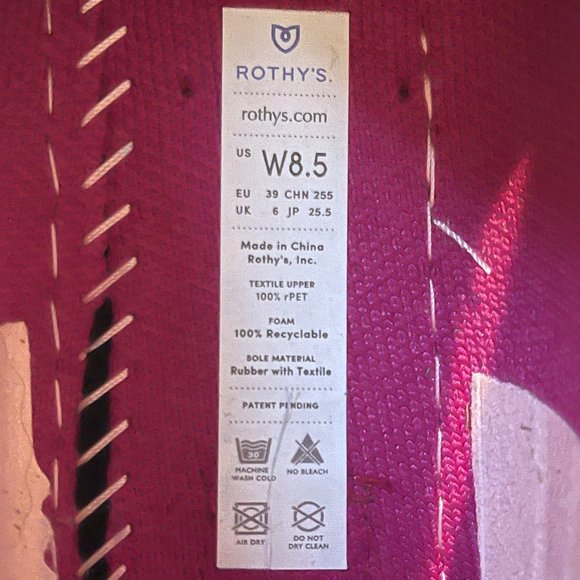 ROTHY'S.
rothys.com
US W8.5
EU 39 CHN 255
UK 6 JP 25.5
Made in China
Rothy's, Inc.
TEXTILE UPPER
100% rPET
FOAM
100% Recyclable
SOLE MATERIAL
Rubber with Textile
PATENT PENDING
30
MACHINE
WASH COLD
NO BLEACH
AIR DRY
DO NOT
DRY CLEAN